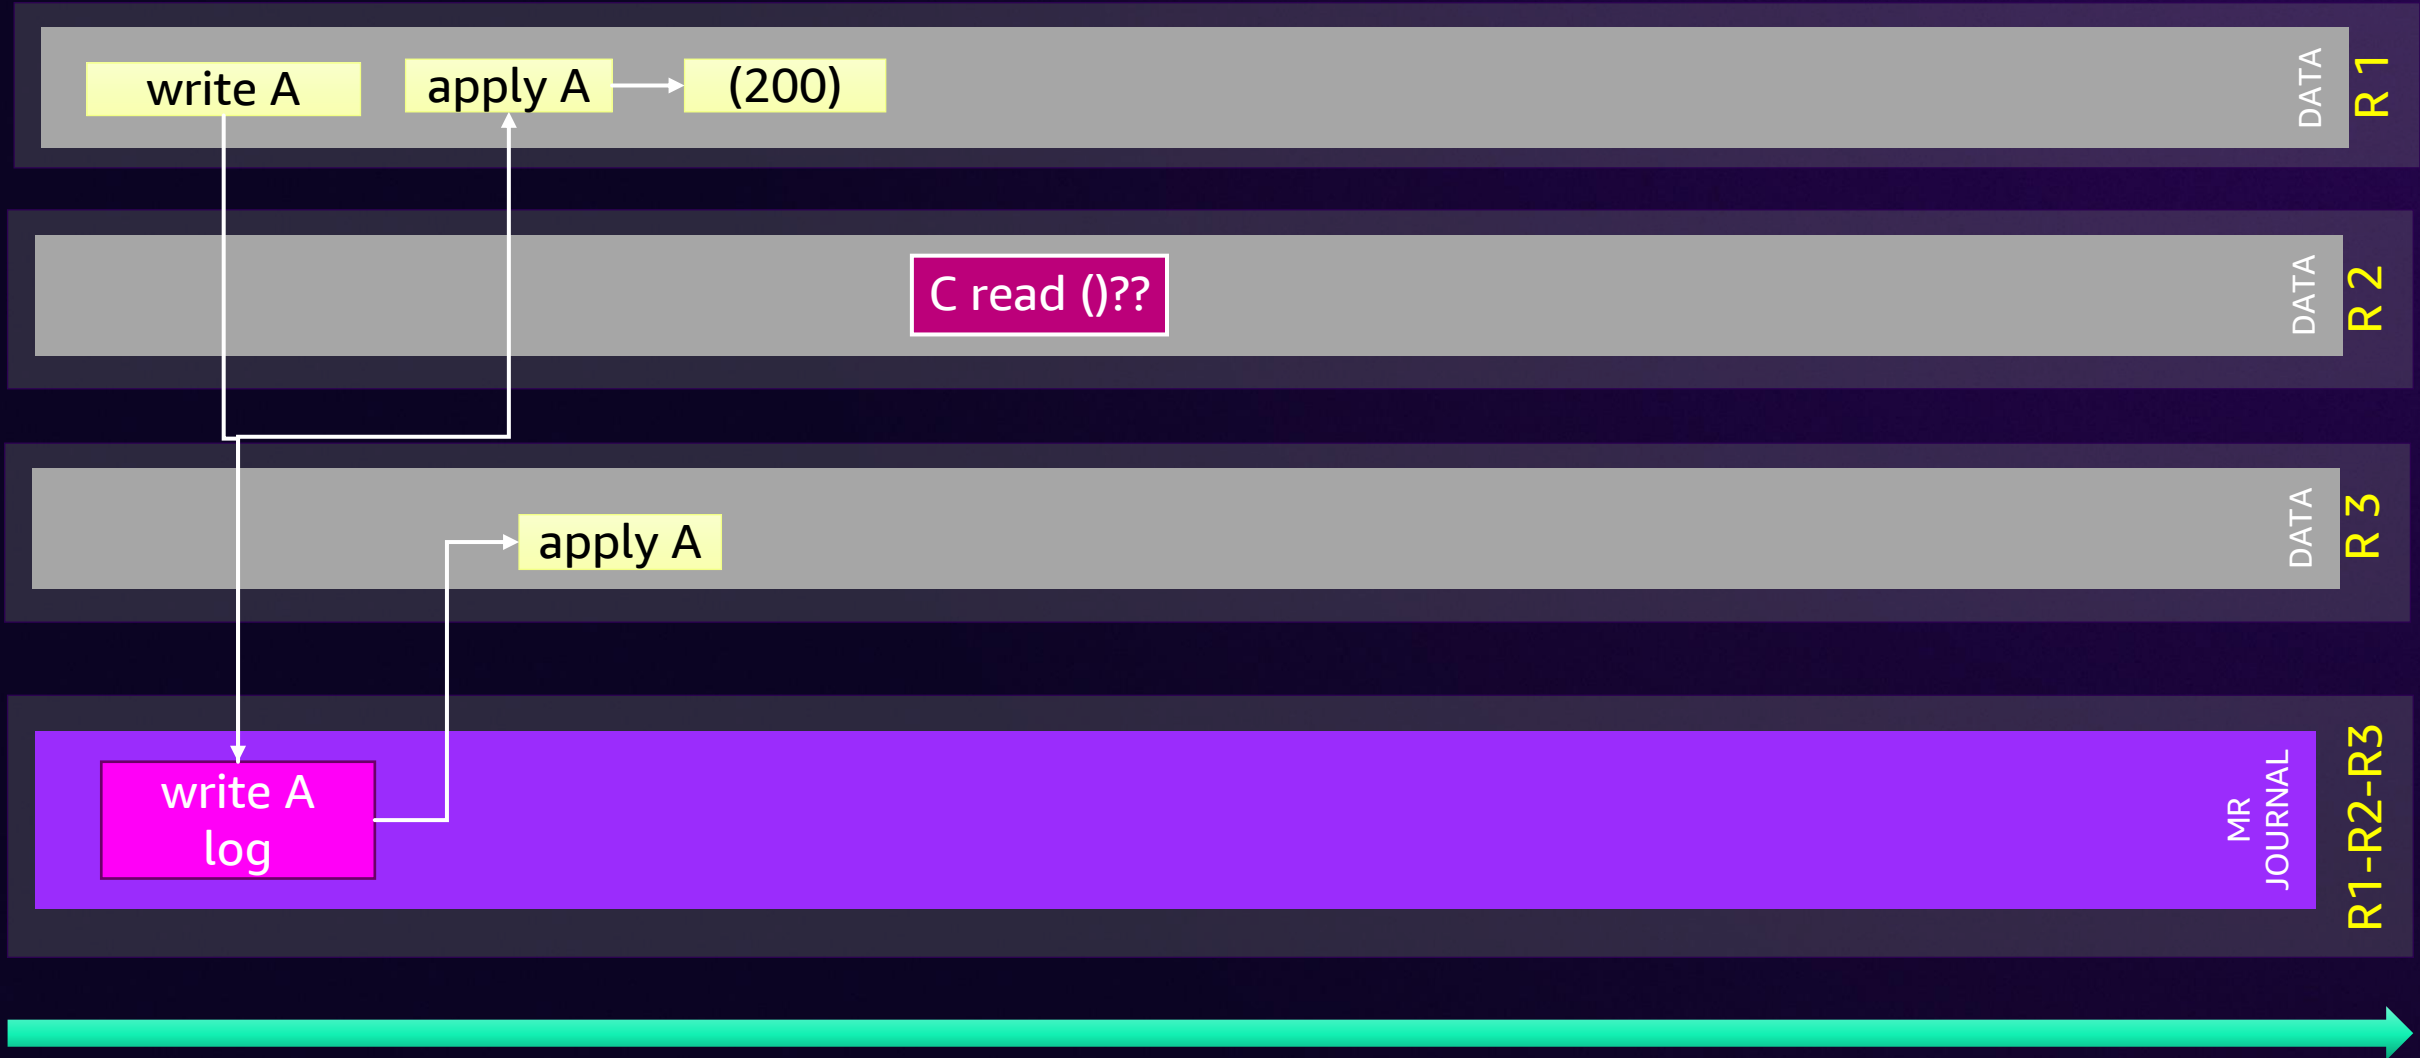 write A
apply A
(200)
DATA
R 1
C read ()??
DATA
R 2
apply A
DATA
R 3
write A
log
MR
JOURNAL
R1-R2-R3